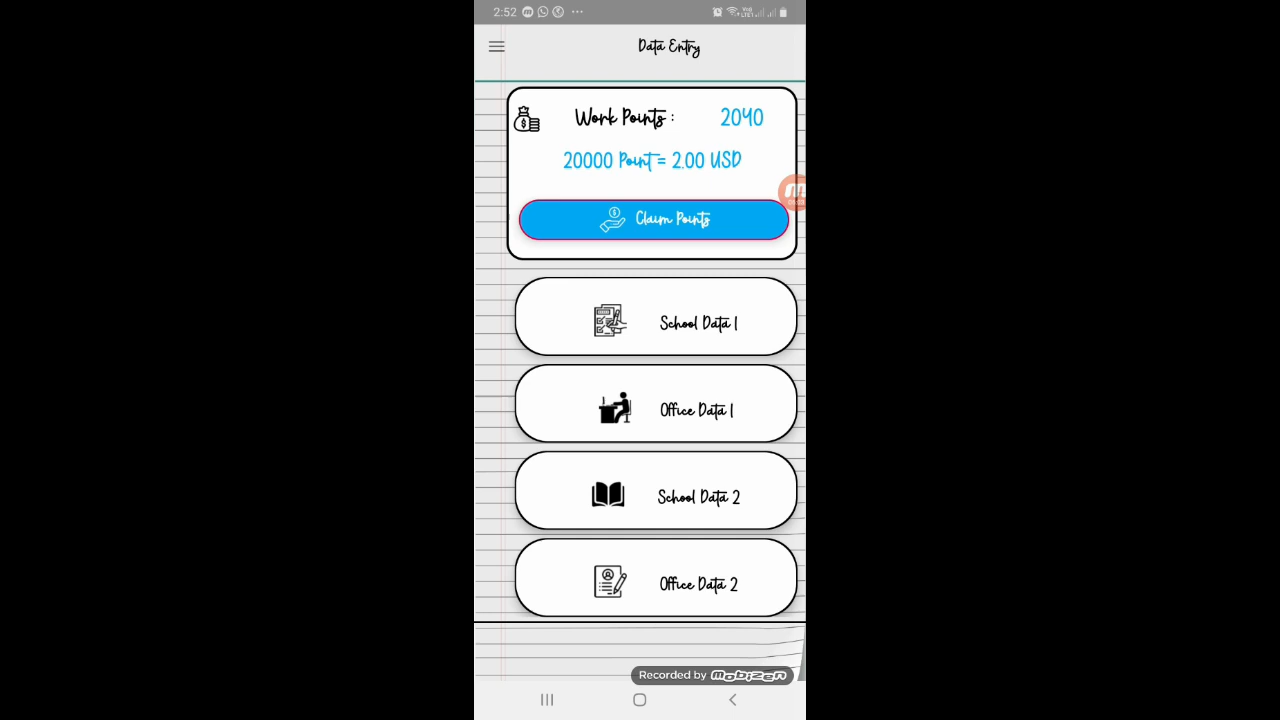 2:52
Data Entry
Work Points : 2040
20000 Point = 2.00 USD
Claim Points
School Data 1
Office Data 1
School Data 2
Office Data 2
Recorded by mobizen